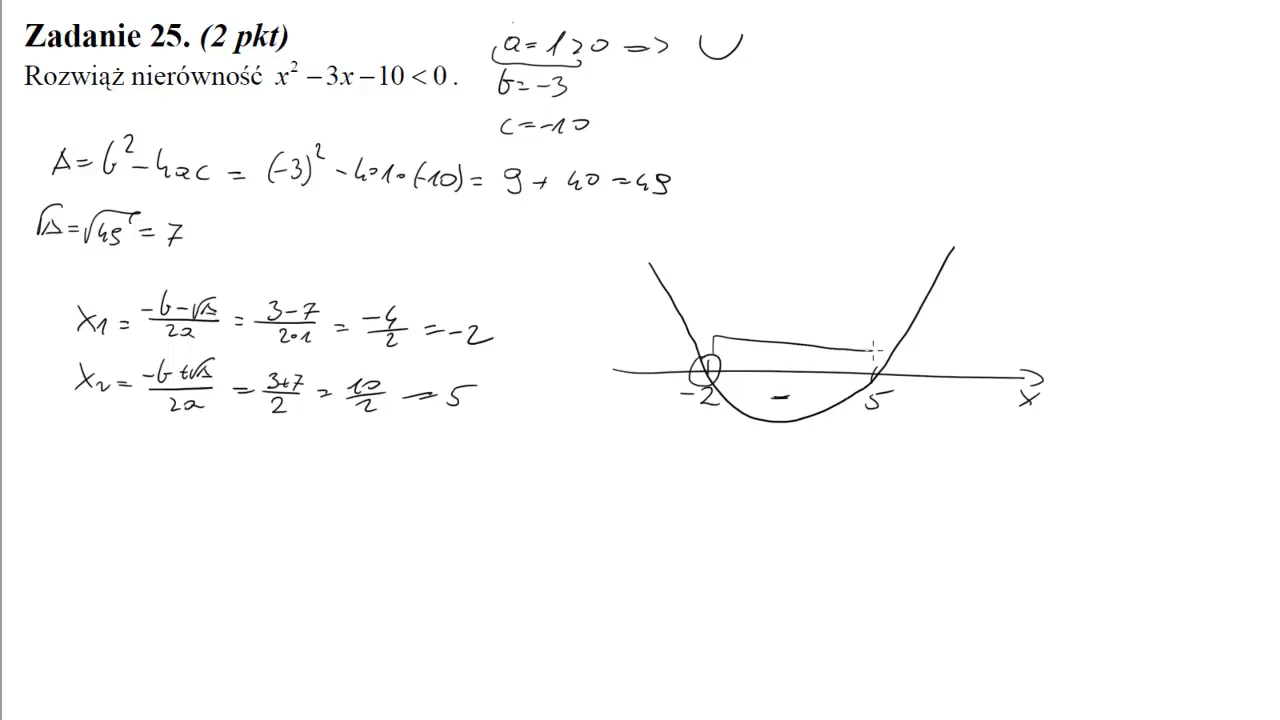 Zadanie 25. (2 pkt)
Rozwiąż nierówność x² − 3x − 10 < 0.
a = 1 > 0 =>
b = -3
c = -10
Δ = b² - 4ac = (-3)² - 4·1·(-10) = 9 + 40 = 49
√Δ = √49 = 7
x1 = (-b - √Δ)/2a = (3 - 7)/(2·1) = -4/2 = -2
x2 = (-b + √Δ)/2a = (3+7)/2 = 10/2 = 5
-2 - 5 x